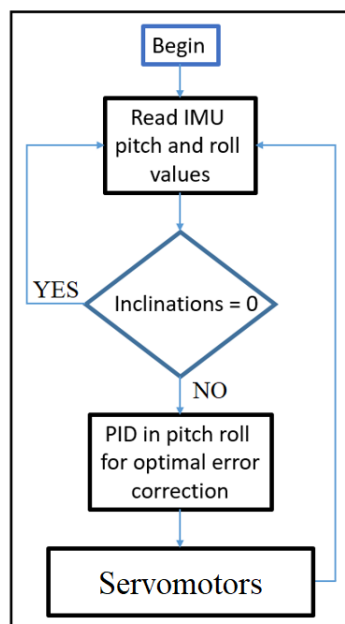 Begin
Read IMU
pitch and roll
values
YES
Inclinations = 0
NO
PID in pitch roll
for optimal error
correction
Servomotors